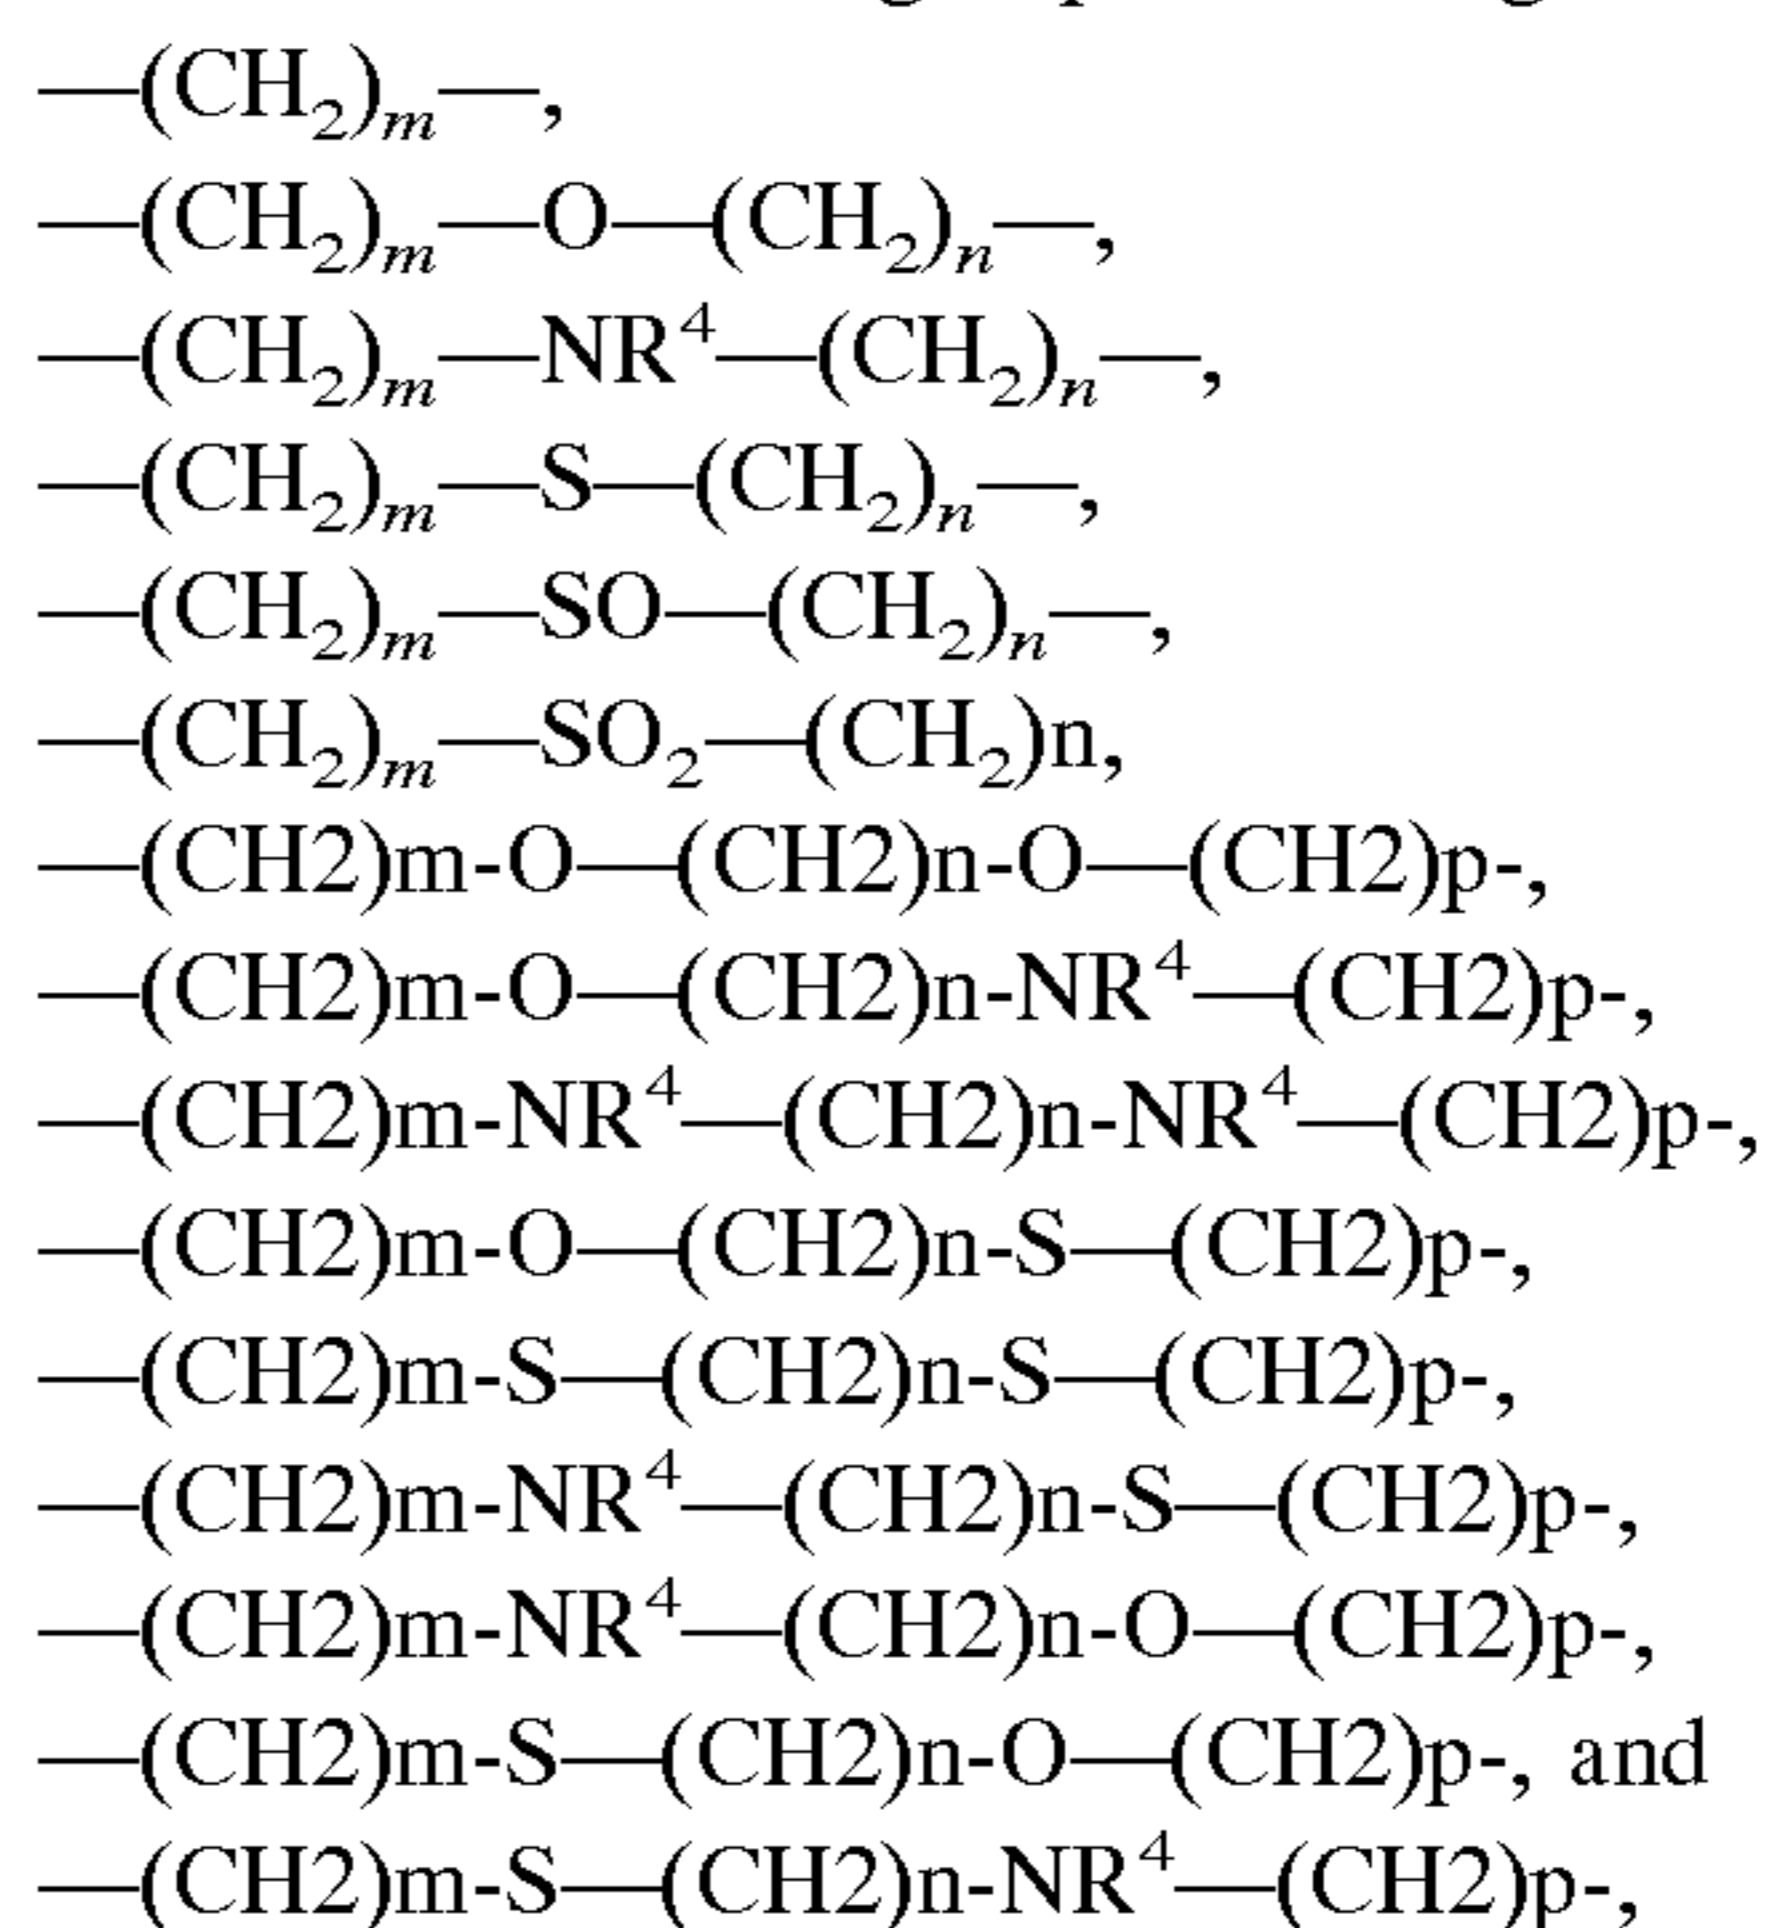 —(CH₂)ₘ—,
—(CH₂)ₘ—O—(CH₂)ₙ—,
—(CH₂)ₘ—NR⁴—(CH₂)ₙ—,
—(CH₂)ₘ—S—(CH₂)ₙ—,
—(CH₂)ₘ—SO—(CH₂)ₙ—,
—(CH₂)ₘ—SO₂—(CH₂)n,
—(CH2)m-O—(CH2)n-O—(CH2)p-,
—(CH2)m-O—(CH2)n-NR⁴—(CH2)p-,
—(CH2)m-NR⁴—(CH2)n-NR⁴—(CH2)p-,
—(CH2)m-O—(CH2)n-S—(CH2)p-,
—(CH2)m-S—(CH2)n-S—(CH2)p-,
—(CH2)m-NR⁴—(CH2)n-S—(CH2)p-,
—(CH2)m-NR⁴—(CH2)n-O—(CH2)p-,
—(CH2)m-S—(CH2)n-O—(CH2)p-, and
—(CH2)m-S—(CH2)n-NR⁴—(CH2)p-,